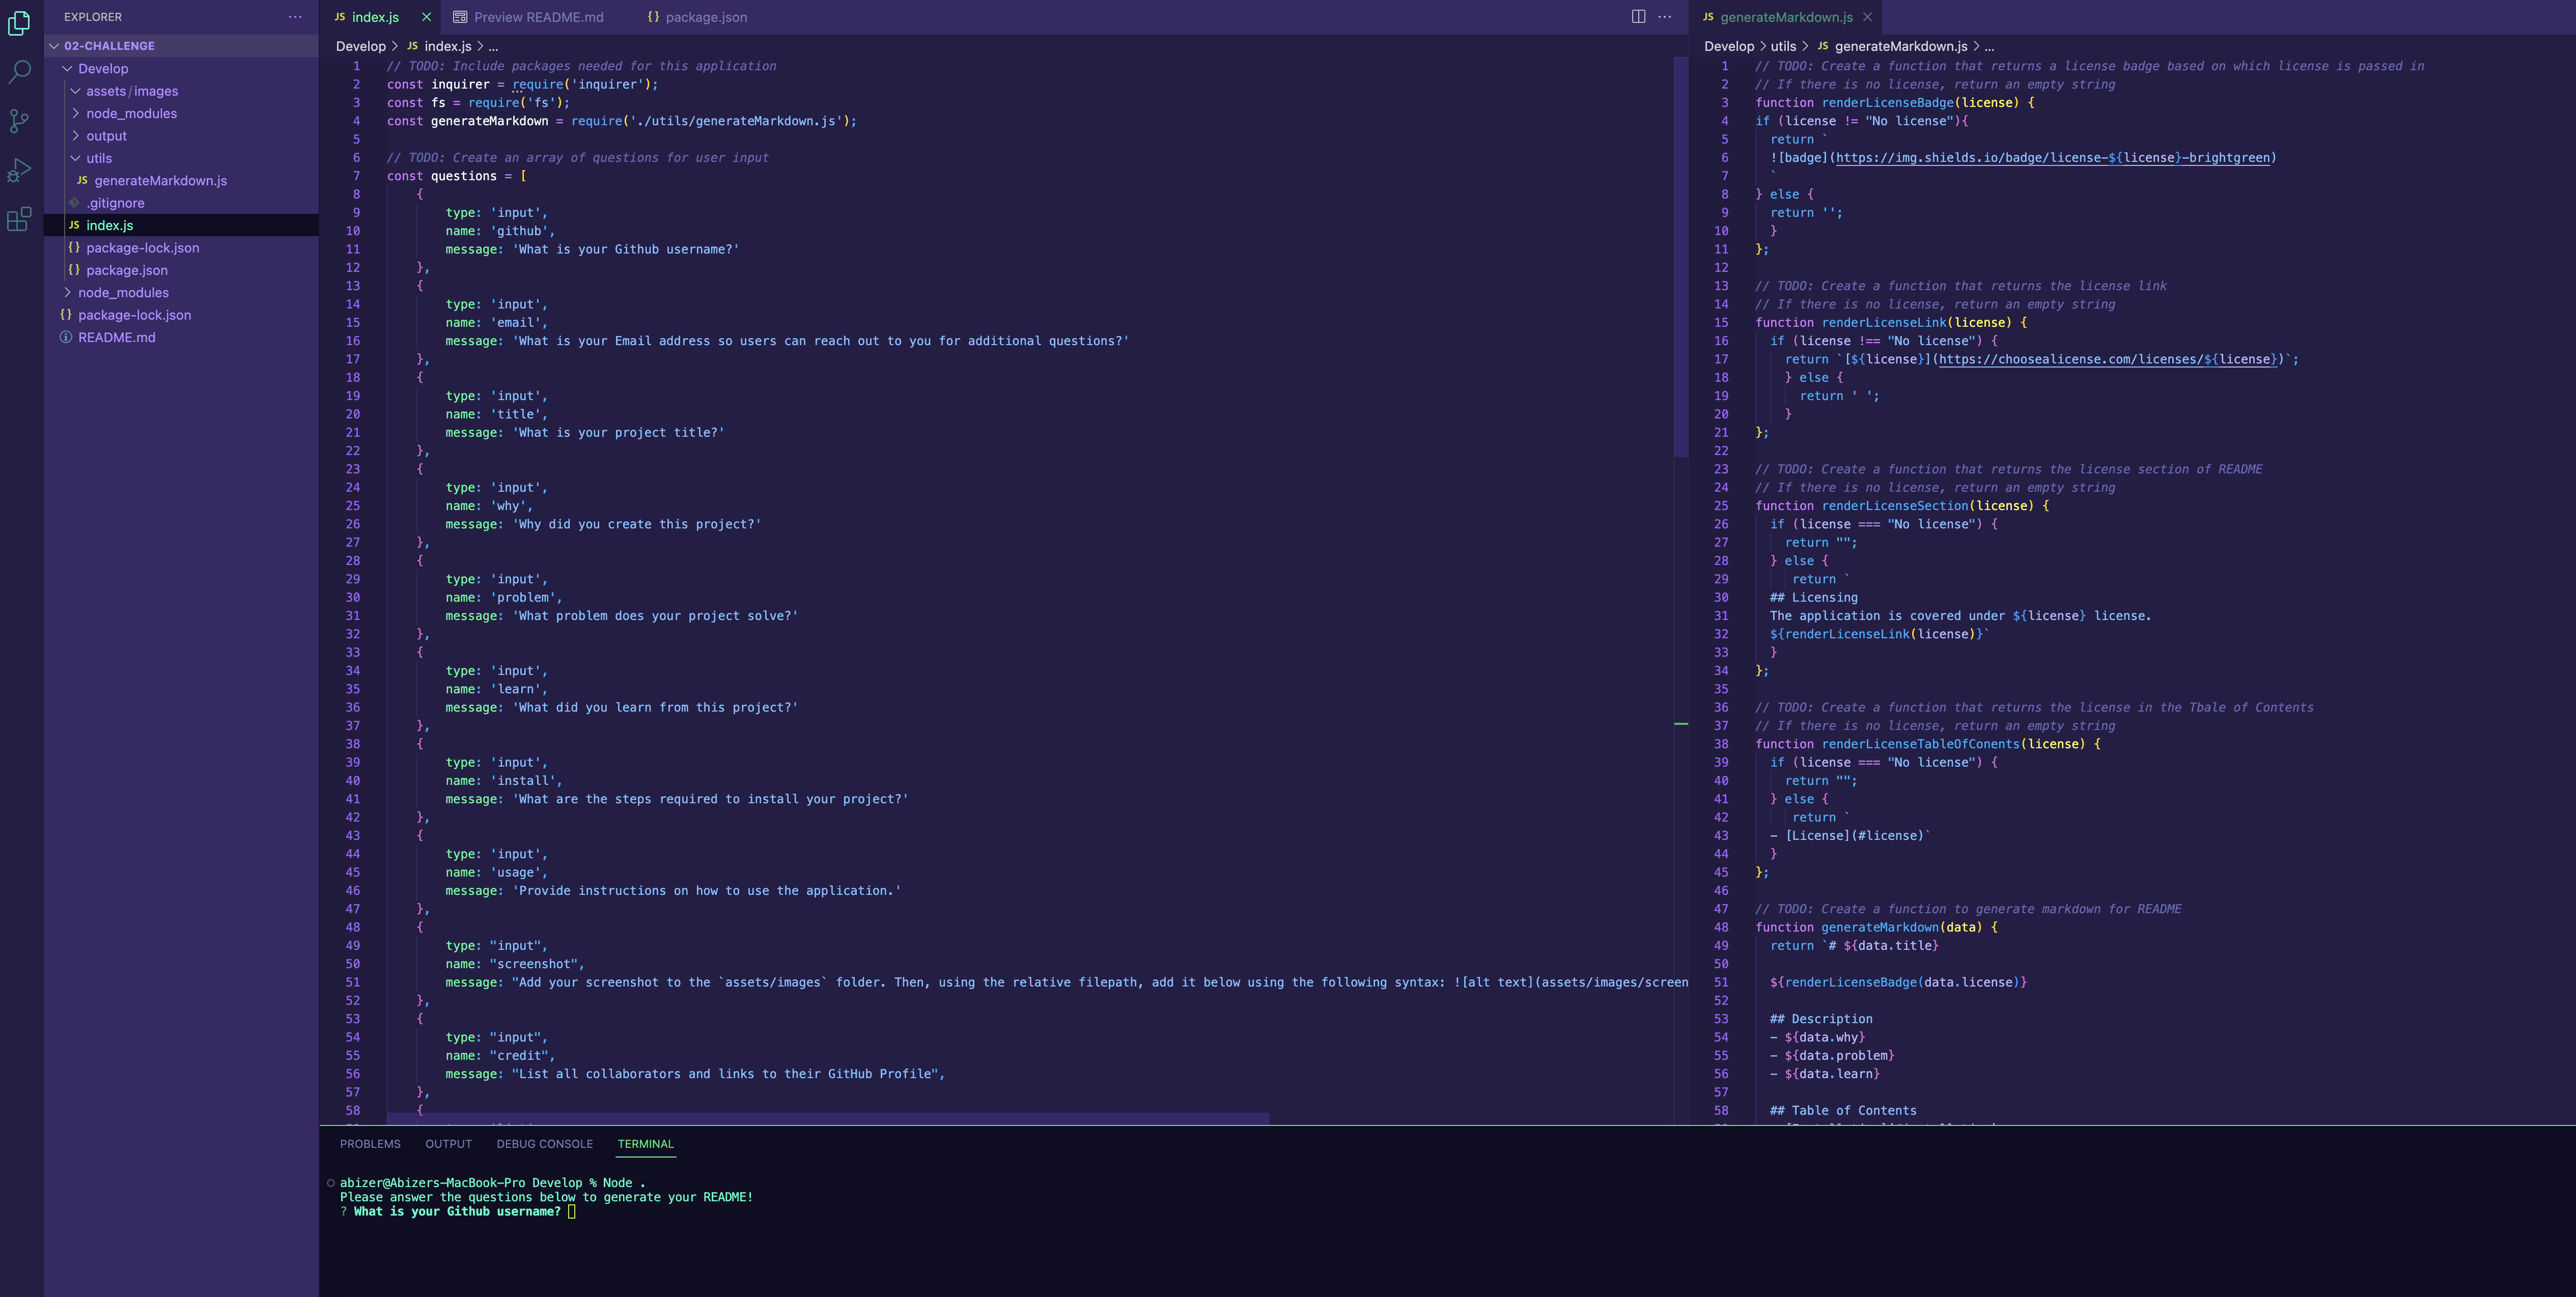 EXPLORER
02-CHALLENGE
Develop
assets/images
node_modules
output
utils
JS generateMarkdown.js
.gitignore
JS index.js
{} package-lock.json
{} package.json
node_modules
{} package-lock.json
README.md
JS index.js
Preview README.md
{} package.json
Develop > JS index.js > ...
1 // TODO: Include packages needed for this application
2 const inquirer = require('inquirer');
3 const fs = require('fs');
4 const generateMarkdown = require('./utils/generateMarkdown.js');
5
6 // TODO: Create an array of questions for user input
7 const questions = [
8 {
9 type: 'input',
10 name: 'github',
11 message: 'What is your Github username?'
12 },
13 {
14 type: 'input',
15 name: 'email',
16 message: 'What is your Email address so users can reach out to you for additional questions?'
17 },
18 {
19 type: 'input',
20 name: 'title',
21 message: 'What is your project title?'
22 },
23 {
24 type: 'input',
25 name: 'why',
26 message: 'Why did you create this project?'
27 },
28 {
29 type: 'input',
30 name: 'problem',
31 message: 'What problem does your project solve?'
32 },
33 {
34 type: 'input',
35 name: 'learn',
36 message: 'What did you learn from this project?'
37 },
38 {
39 type: 'input',
40 name: 'install',
41 message: 'What are the steps required to install your project?'
42 },
43 {
44 type: 'input',
45 name: 'usage',
46 message: 'Provide instructions on how to use the application.'
47 },
48 {
49 type: "input",
50 name: "screenshot",
51 message: "Add your screenshot to the `assets/images` folder. Then, using the relative filepath, add it below using the following syntax: ![alt text](assets/images/screen
52 },
53 {
54 type: "input",
55 name: "credit",
56 message: "List all collaborators and links to their GitHub Profile",
57 },
58 {
JS generateMarkdown.js
Develop > utils > JS generateMarkdown.js > ...
1 // TODO: Create a function that returns a license badge based on which license is passed in
2 // If there is no license, return an empty string
3 function renderLicenseBadge(license) {
4 if (license != "No license"){
5 return `
6 ![badge](https://img.shields.io/badge/license-${license}-brightgreen)
7 `
8 } else {
9 return '';
10 }
11 };
12
13 // TODO: Create a function that returns the license link
14 // If there is no license, return an empty string
15 function renderLicenseLink(license) {
16 if (license !== "No license") {
17 return `[${license}](https://choosealicense.com/licenses/${license})`;
18 } else {
19 return ' ';
20 }
21 };
22
23 // TODO: Create a function that returns the license section of README
24 // If there is no license, return an empty string
25 function renderLicenseSection(license) {
26 if (license === "No license") {
27 return "";
28 } else {
29 return `
30 ## Licensing
31 The application is covered under ${license} license.
32 ${renderLicenseLink(license)}`
33 }
34 };
35
36 // TODO: Create a function that returns the license in the Tbale of Contents
37 // If there is no license, return an empty string
38 function renderLicenseTableOfConents(license) {
39 if (license === "No license") {
40 return "";
41 } else {
42 return `
43 - [License](#license)`
44 }
45 };
46
47 // TODO: Create a function to generate markdown for README
48 function generateMarkdown(data) {
49 return `# ${data.title}
50
51 ${renderLicenseBadge(data.license)}
52
53 ## Description
54 - ${data.why}
55 - ${data.problem}
56 - ${data.learn}
57
58 ## Table of Contents
PROBLEMS OUTPUT DEBUG CONSOLE TERMINAL
abizer@Abizers-MacBook-Pro Develop % Node .
Please answer the questions below to generate your README!
? What is your Github username?